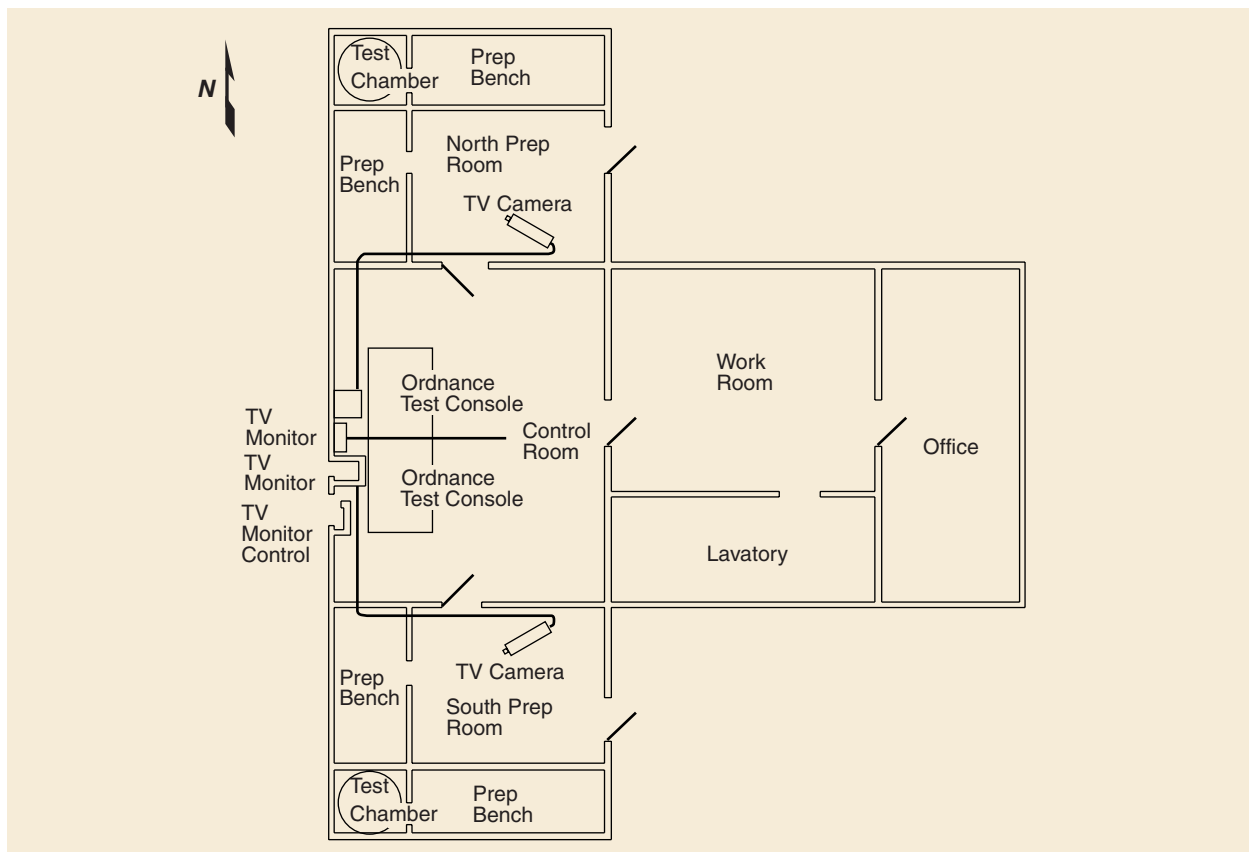 Test
Chamber
Prep
Bench
N
North Prep
Room
Prep
Bench
TV Camera
Work
Room
Ordnance
Test Console
TV
Monitor
Control
Room
Office
TV
Monitor
Ordnance
Test Console
TV
Monitor
Control
Lavatory
TV Camera
Prep
Bench
South Prep
Room
Test
Chamber
Prep
Bench